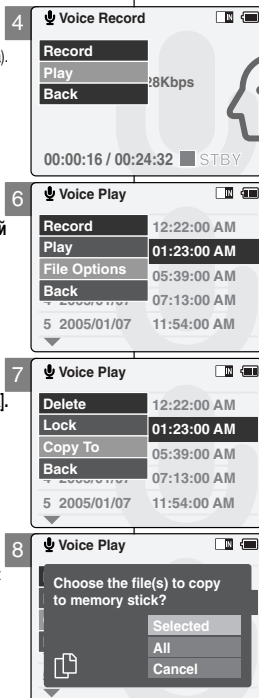 4
Voice Record
IN
Record
).
Play
28Kbps
Back
00:00:16 / 00:24:32 STBY
6
Voice Play
IN
й
Record 12:22:00 AM
Play 01:23:00 AM
File Options 05:39:00 AM
Back
07:13:00 AM
5 2005/01/07 11:54:00 AM
7
Voice Play
IN
Delete 12:22:00 AM
].
Lock 01:23:00 AM
Copy To 05:39:00 AM
Back
07:13:00 AM
5 2005/01/07 11:54:00 AM
8
Voice Play
IN
Choose the file(s) to copy
to memory stick?
Selected
All
Cancel